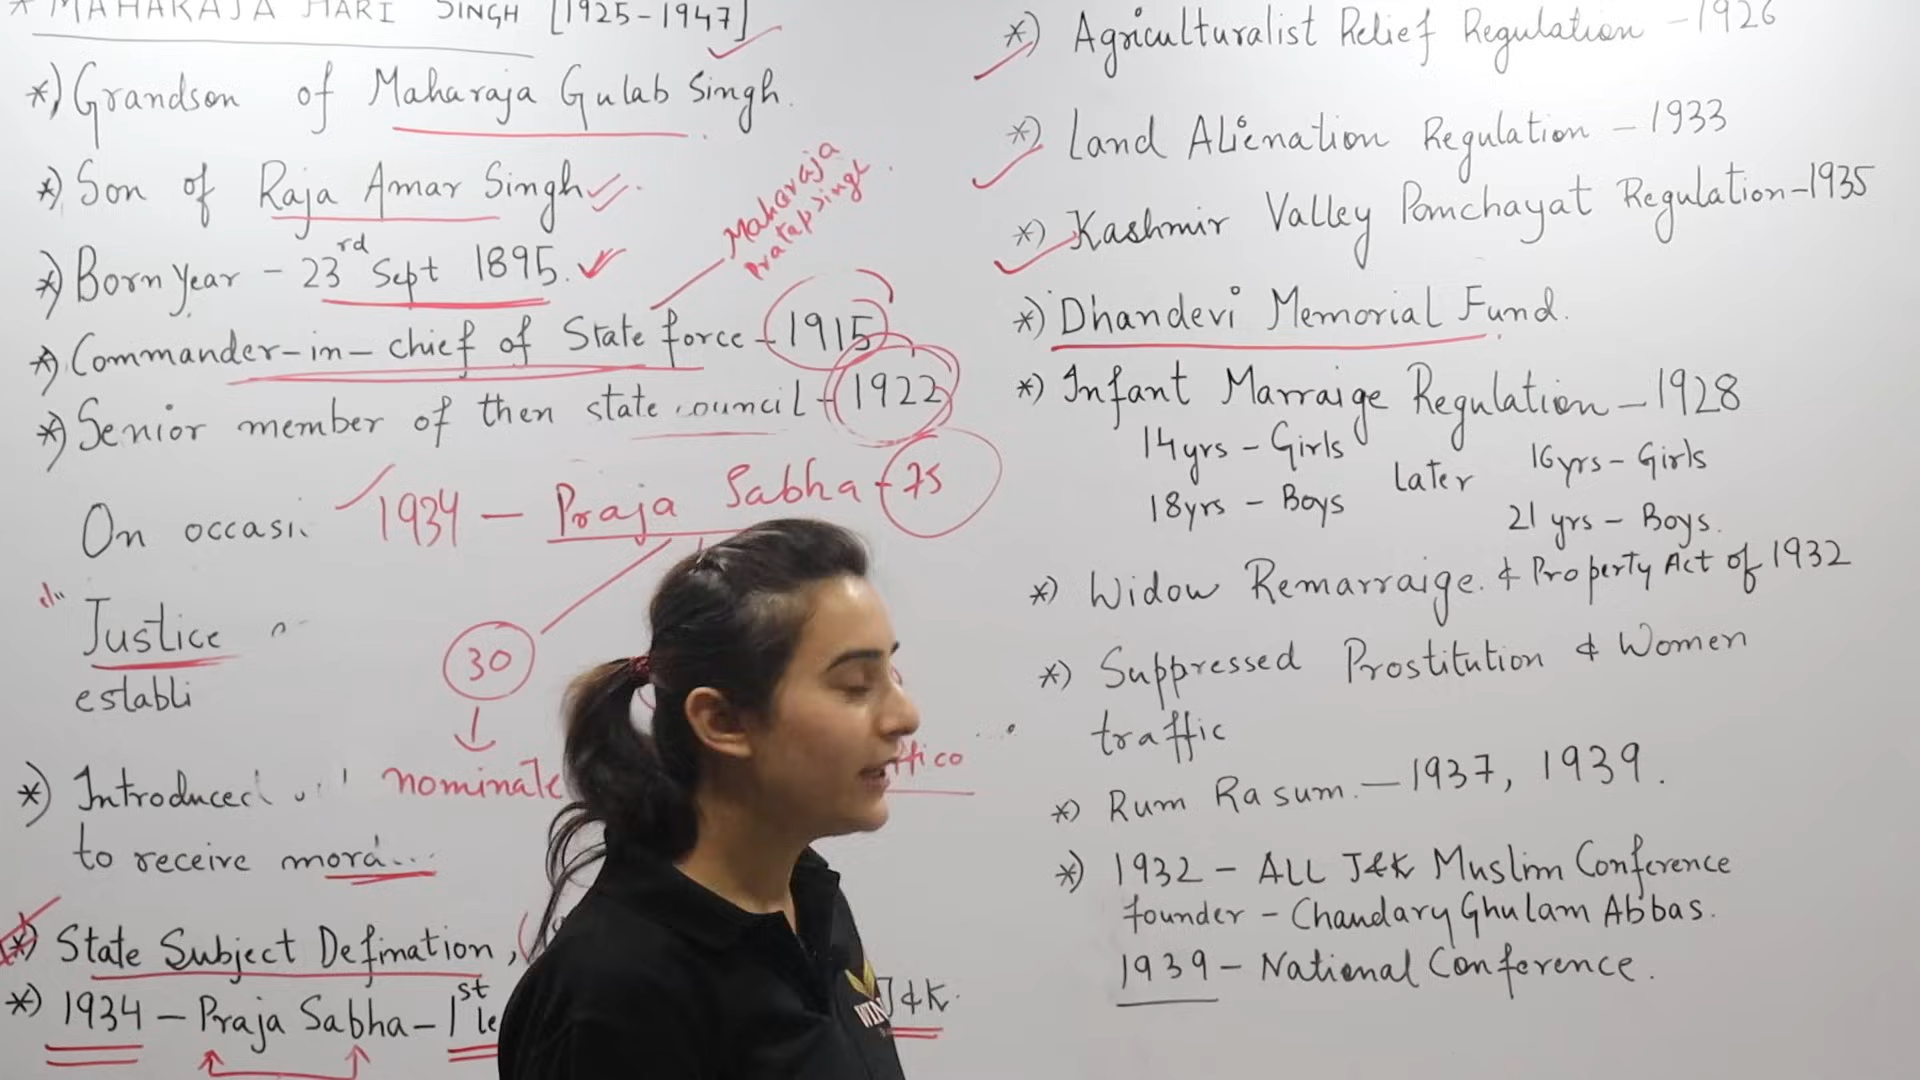 * MAHARAJA HARI SINGH [1925-1947]
*) Grandson of Maharaja Gulab Singh.
*) Son of Raja Amar Singh
*) Born Year - 23rd Sept 1895.
Maharaja
Pratap Singh
*) Commander-in-chief of State force - 1915
*) Senior member of then state council - 1922
On occasi
1934 - Praja Sabha - 75
Justice
establi
30
nominate
*) Introduced
to receive
*) State Subject Defination,
*) 1934 - Praja Sabha - 1st le
J&K.
WIN
*) Agriculturalist Relief Regulation - 1926
*) Land Alienation Regulation - 1933
*) Kashmir Valley Panchayat Regulation - 1935
*) Dhandevi Memorial Fund.
*) Infant Marraige Regulation - 1928
14yrs - Girls
18yrs - Boys
Later
16yrs - Girls
21 yrs - Boys.
*) Widow Remarraige. & Property Act of 1932
*) Suppressed Prostitution & Women
traffic
*) Rum Rasum. - 1937, 1939.
*) 1932 - ALL J&K Muslim Conference
founder - Chaudary Ghulam Abbas.
1939 - National Conference.